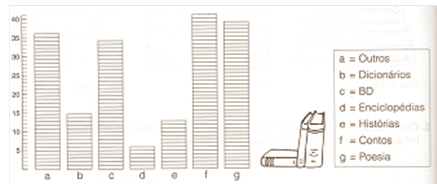 40
35
30
25
20
15
10
5
a b c d e f g
a = Outros
b = Dicionários
c = BD
d = Enciclopédias
e = Histórias
f = Contos
g = Poesia